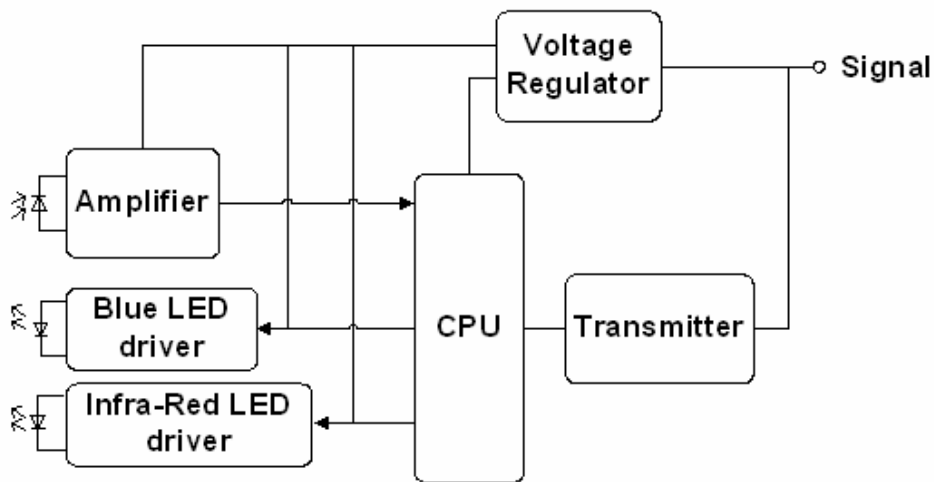 Voltage
Regulator
Signal
Amplifier
Blue LED
driver
CPU
Transmitter
Infra-Red LED
driver